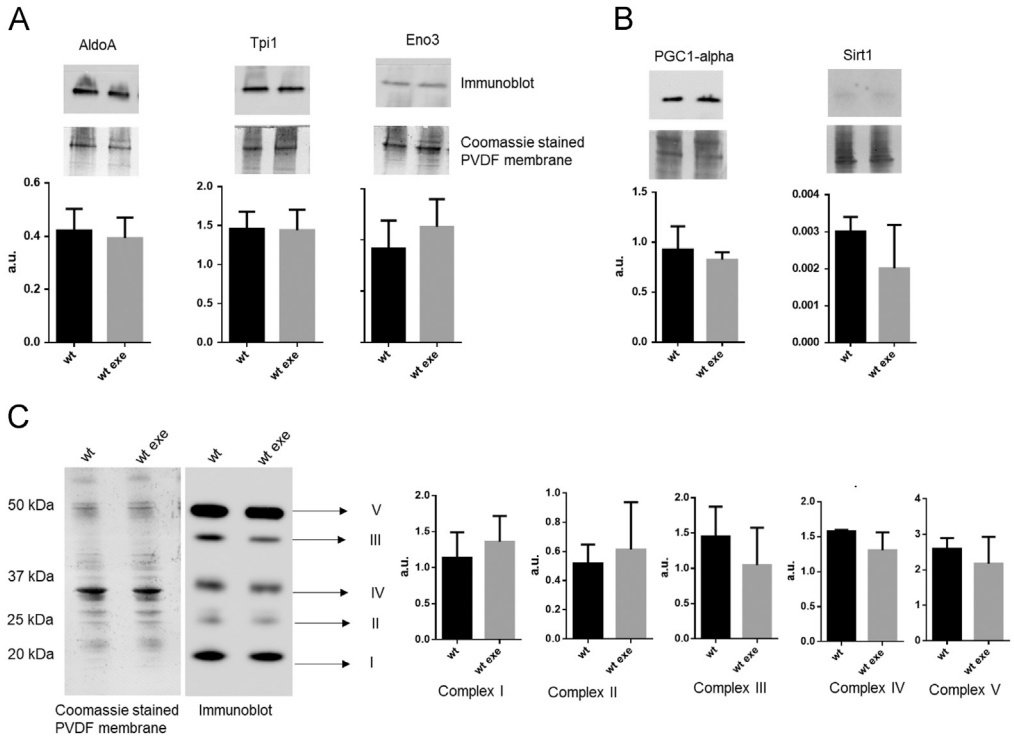 A
AldoA
Tpi1
Eno3
Immunoblot
Coomassie stained
PVDF membrane
0.6
0.4
0.2
0.0
a.u.
wt
wt exe
2.0
1.5
1.0
0.5
0.0
wt
wt exe
wt
wt exe
B
PGC1-alpha
Sirt1
1.5
1.0
0.5
0.0
a.u.
wt
wt exe
0.004
0.003
0.002
0.001
0.000
wt
wt exe
C
wt
wt exe
wt
wt exe
50 kDa
37 kDa
25 kDa
20 kDa
V
III
IV
II
I
Coomassie stained
PVDF membrane
Immunoblot
2.0
1.5
1.0
0.5
0.0
a.u.
wt
wt exe
Complex I
1.0
0.8
0.6
0.4
0.2
0.0
a.u.
wt
wt exe
Complex II
2.0
1.5
1.0
0.5
0.0
a.u.
wt
wt exe
Complex III
2.0
1.5
1.0
0.5
0.0
a.u.
wt
wt exe
Complex IV
6
4
2
0
wt
wt exe
Complex V